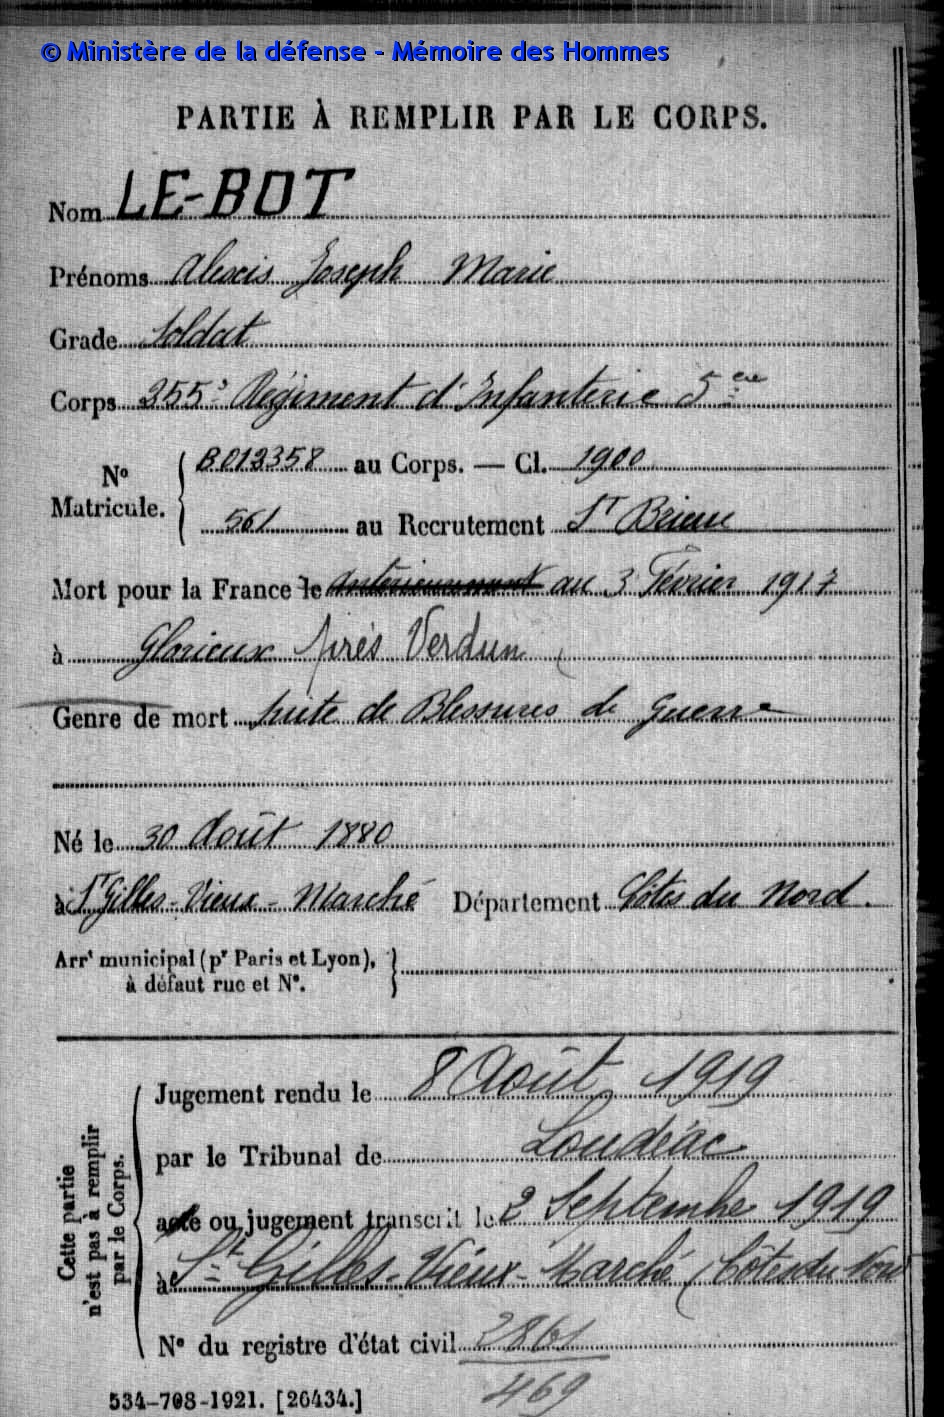 © Ministère de la défense - Mémoire des Hommes
PARTIE À REMPLIR PAR LE CORPS.
Nom LE-BOT
Prénoms Alexis Joseph Marie
Grade Soldat
Corps 355e Régiment d'Infanterie 5ème
No Matricule. { B013358 au Corps. — Cl. 1900
561 au Recrutement St Brieuc
Mort pour la France le antérieurement au 3 Février 1917
à Glorieux près Verdun
Genre de mort suite de Blessures de guerre
Né le 30 Août 1880
à St Gilles-Vieux-Marché Département Côtes du Nord.
Arrt municipal (pr Paris et Lyon),
à défaut rue et No.
Cette partie
n'est pas à remplir
par le Corps.
Jugement rendu le 8 Août 1919
par le Tribunal de Loudéac
acte ou jugement transcrit le 2 Septembre 1919
à St Gilles-Vieux-Marché (Côtes du Nord
No du registre d'état civil 2861
469
534-708-1921. [26434.]